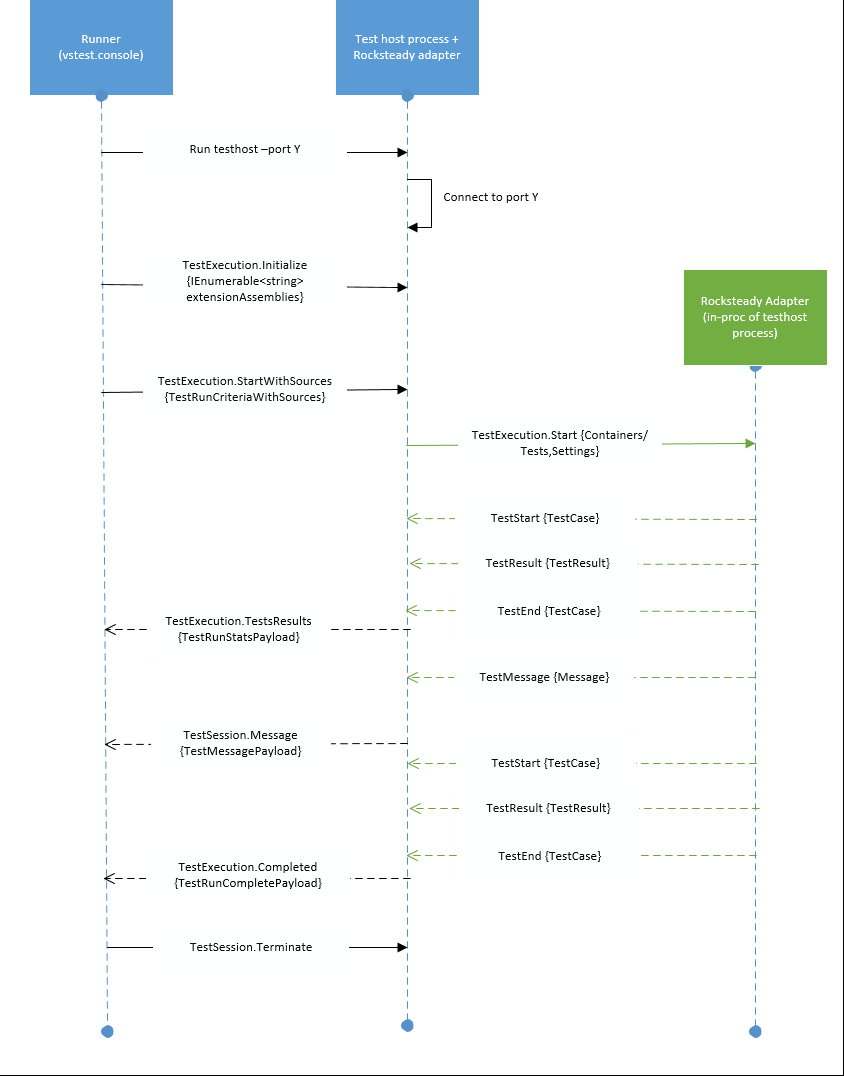 Runner
(vstest.console)
Test host process +
Rocksteady adapter
Run testhost –port Y
Connect to port Y
TestExecution.Initialize
{IEnumerable<string>
extensionAssemblies}
Rocksteady Adapter
(in-proc of testhost
process)
TestExecution.StartWithSources
{TestRunCriteriaWithSources}
TestExecution.Start {Containers/
Tests,Settings}
TestStart {TestCase}
TestResult {TestResult}
TestEnd {TestCase}
TestExecution.TestsResults
{TestRunStatsPayload}
TestMessage {Message}
TestSession.Message
{TestMessagePayload}
TestStart {TestCase}
TestResult {TestResult}
TestEnd {TestCase}
TestExecution.Completed
{TestRunCompletePayload}
TestSession.Terminate